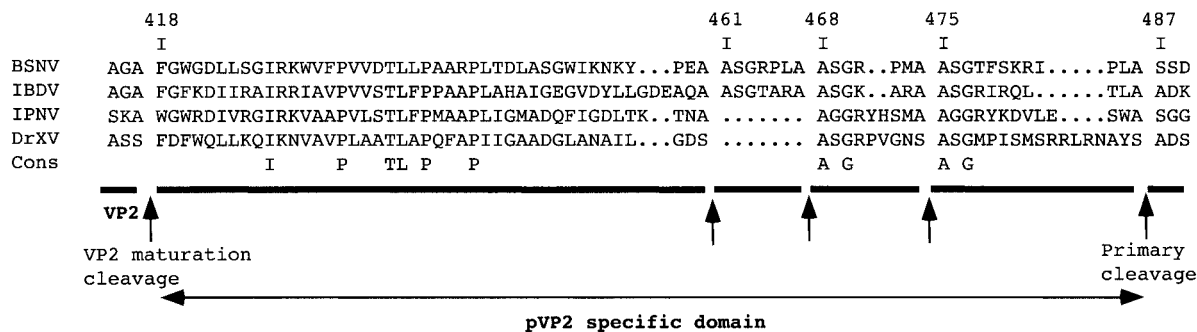 418 461 468 475 487
I I I I I
BSNV AGA FGWGDLLSGIRKWVFPVVDTLLPAARPLTDLASGWIKNKY...PEA ASGRPLA ASGR..PMA ASGTFSKRI.....PLA SSD
IBDV AGA FGFKDIIRAIRRIAVPVVSTLFPPAAPLAHAIGEGVDYLLGDEAQA ASGTARA ASGK..ARA ASGRIRQL......TLA ADK
IPNV SKA WGWRDIVRGIRKVAAPVLSTLFPMAAPLIGMADQFIGDLTK..TNA ....... AGGRYHSMA AGGRYKDVLE....SWA SGG
DrXV ASS FDFWQLLKQIKNVAVPLAATLAPQFAPIIGAADGLANAIL...GDS ....... ASGRPVGNS ASGMPISMSRRLRNAYS ADS
Cons I P TL P P A G A G
VP2
VP2 maturation cleavage
Primary cleavage
pVP2 specific domain